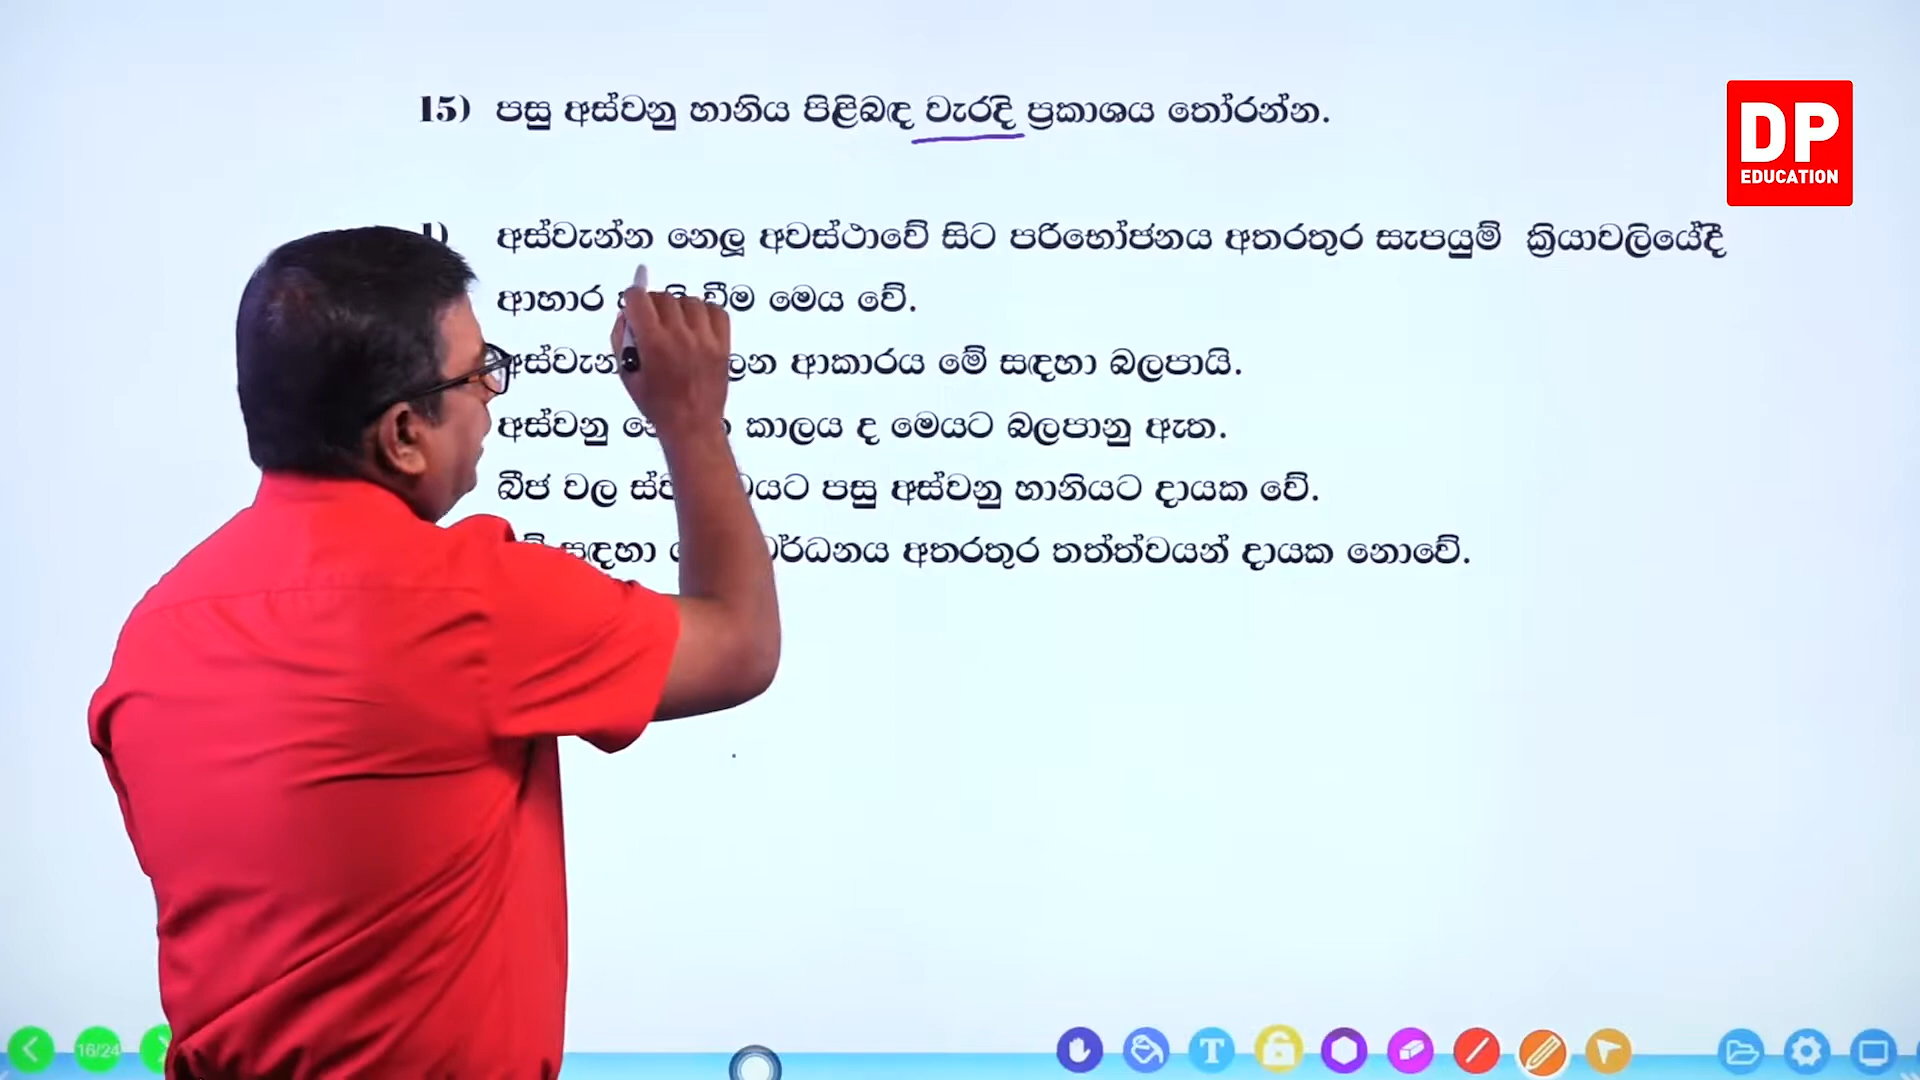 15) පසු අස්වනු හානිය පිළිබඳ වැරදි ප්‍රකාශය තෝරන්න.
DP
EDUCATION
අස්වැන්න නෙලූ අවස්ථාවේ සිට පරිභෝජනය අතරතුර සැපයුම් ක්‍රියාවලියේදී
ආහාර වීම මෙය වේ.
ආකාරය මේ සඳහා බලපායි.
අස්වනු කාලය ද මෙයට බලපානු ඇත.
බීජ වල පසු අස්වනු හානියට දායක වේ.
සඳහා අතරතුර තත්ත්වයන් දායක නොවේ.
16/24
T